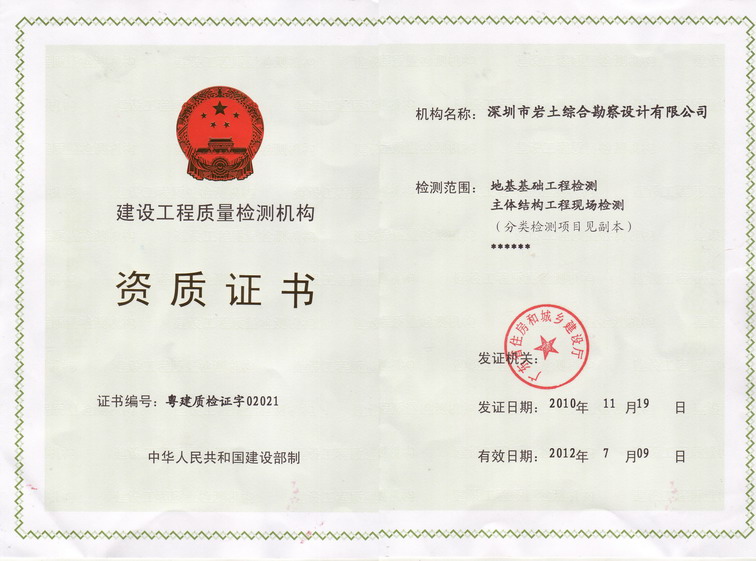 建设工程质量检测机构
资质证书
证书编号：粤建质检证字02021
中华人民共和国建设部制
机构名称：深圳市岩土综合勘察设计有限公司
检测范围：地基基础工程检测
主体结构工程现场检测
（分类检测项目见副本）
******
广东省住房和城乡建设厅
发证机关：
发证日期：2010年 11 月19 日
有效日期：2012年 7 月09 日